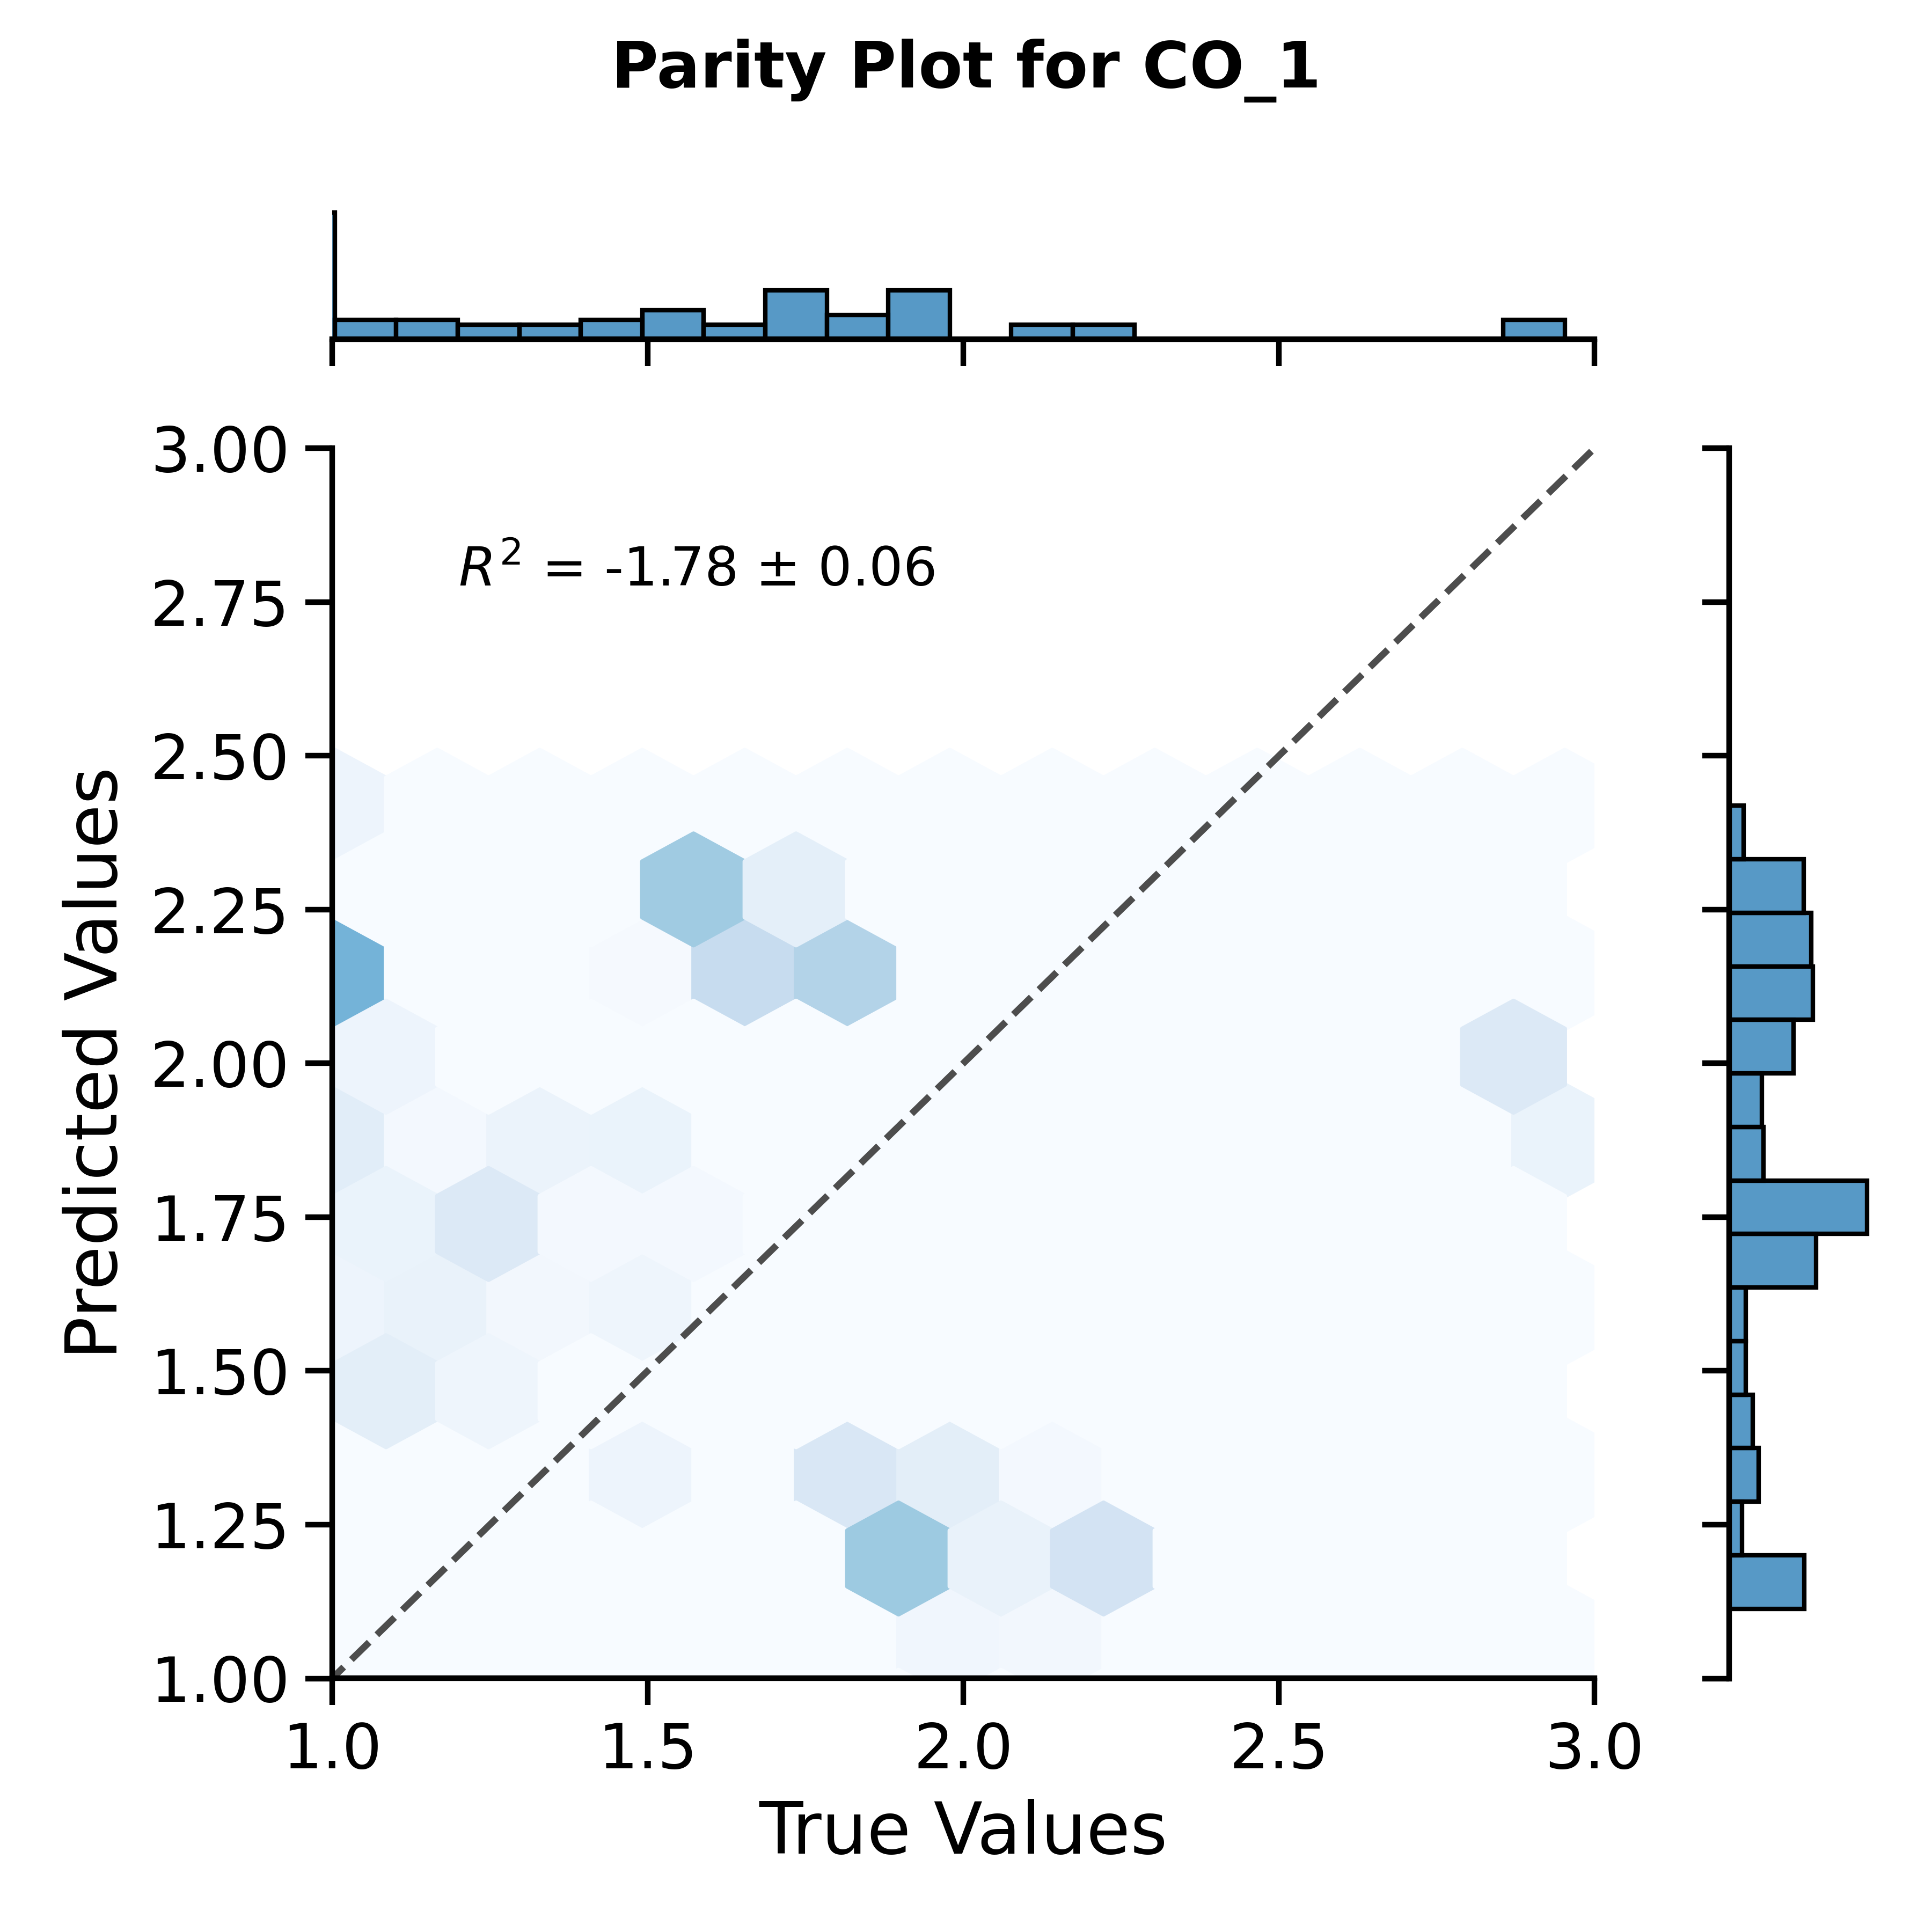 Parity Plot for CO_1
R² = -1.78 ± 0.06
Predicted Values
3.00
2.75
2.50
2.25
2.00
1.75
1.50
1.25
1.00
1.0 1.5 2.0 2.5 3.0
True Values